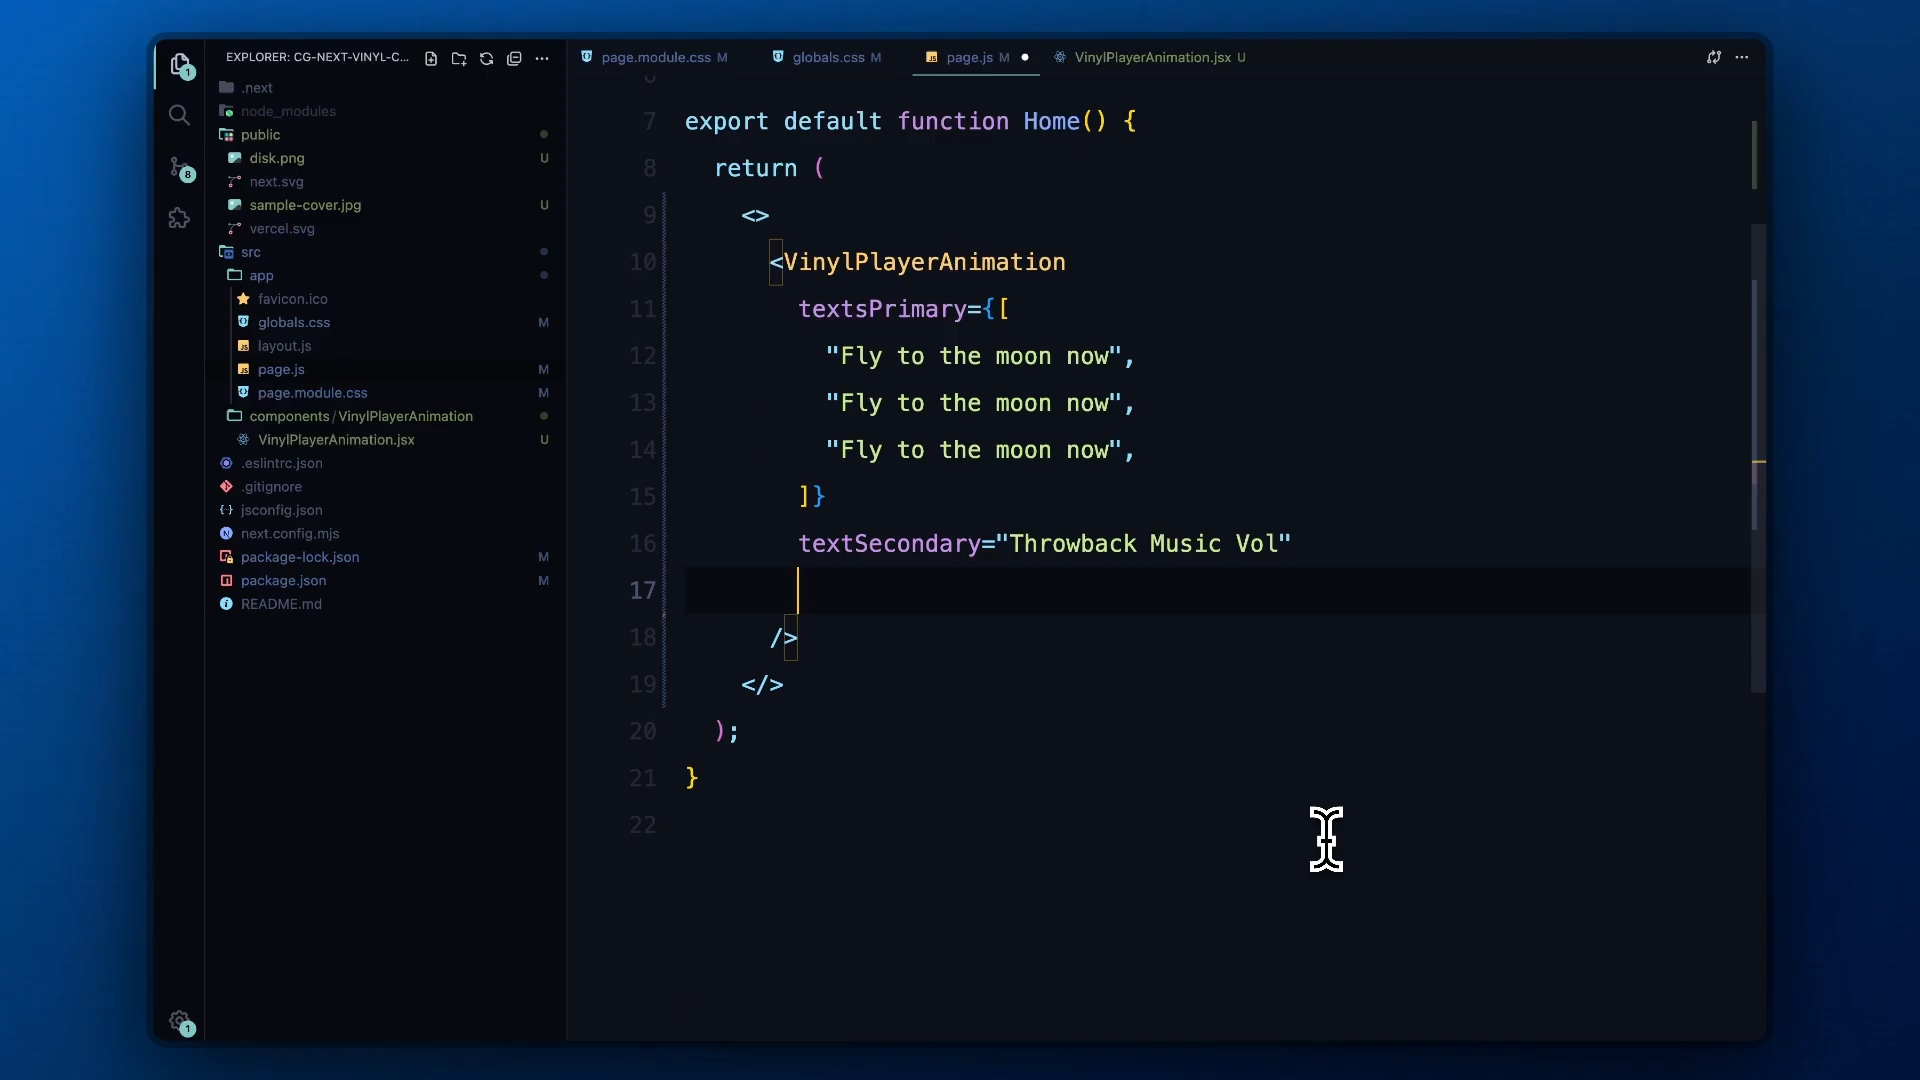 EXPLORER: CG-NEXT-VINYL-C...
page.module.css M
globals.css M
page.js M
VinylPlayerAnimation.jsx U
1
8
1
.next
node_modules
public
disk.png U
next.svg
sample-cover.jpg U
vercel.svg
src
app
favicon.ico
globals.css M
layout.js
page.js M
page.module.css M
components / VinylPlayerAnimation
VinylPlayerAnimation.jsx U
.eslintrc.json
.gitignore
jsconfig.json
next.config.mjs
package-lock.json M
package.json M
README.md
7 export default function Home() {
8 return (
9 <>
10 <VinylPlayerAnimation
11 textsPrimary={[
12 "Fly to the moon now",
13 "Fly to the moon now",
14 "Fly to the moon now",
15 ]}
16 textSecondary="Throwback Music Vol"
17
18 />
19 </>
20 );
21 }
22